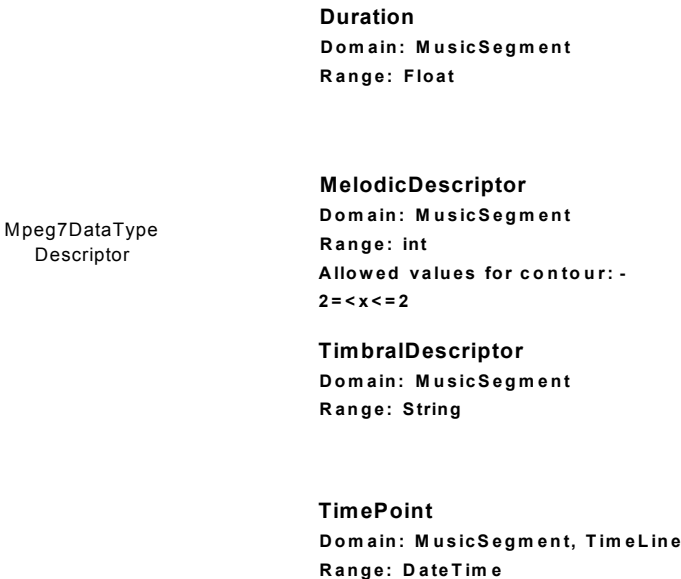 Duration
Domain: MusicSegment
Range: Float
Mpeg7DataType
Descriptor
MelodicDescriptor
Domain: MusicSegment
Range: int
Allowed values for contour: -
2=<x<=2
TimbralDescriptor
Domain: MusicSegment
Range: String
TimePoint
Domain: MusicSegment, TimeLine
Range: DateTime